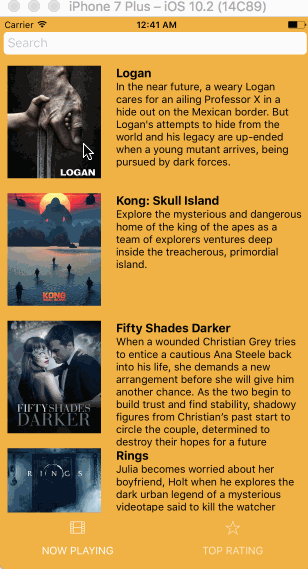 iPhone 7 Plus – iOS 10.2 (14C89)
Carrier 12:41 AM
Search
LOGAN
Logan
In the near future, a weary Logan
cares for an ailing Professor X in a
hide out on the Mexican border. But
Logan's attempts to hide from the
world and his legacy are up-ended
when a young mutant arrives, being
pursued by dark forces.
KONG
Kong: Skull Island
Explore the mysterious and dangerous
home of the king of the apes as a
team of explorers ventures deep
inside the treacherous, primordial
island.
FIFTY SHADES
DARKER
Fifty Shades Darker
When a wounded Christian Grey tries
to entice a cautious Ana Steele back
into his life, she demands a new
arrangement before she will give him
another chance. As the two begin to
build trust and find stability, shadowy
figures from Christian's past start to
circle the couple, determined to
destroy their hopes for a future
RINGS
Rings
Julia becomes worried about her
boyfriend, Holt when he explores the
dark urban legend of a mysterious
videotape said to kill the watcher
NOW PLAYING
TOP RATING